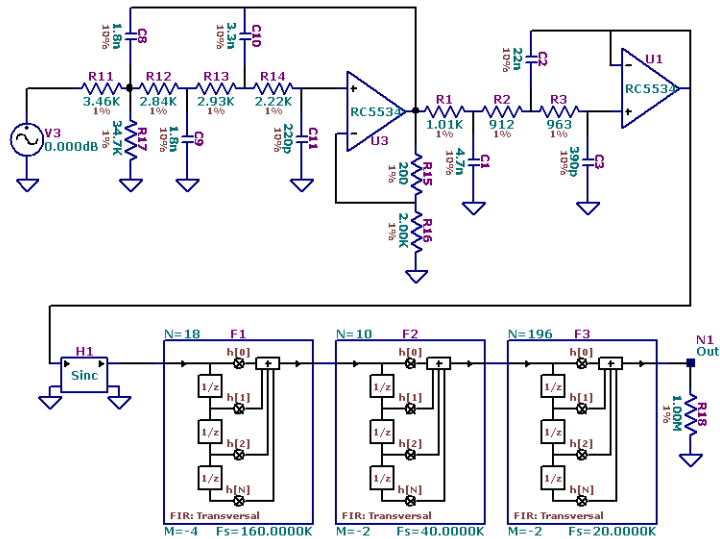 C8
1.8n
10%
C10
3.3n
10%
R11
3.46K
1%
R12
2.84K
1%
R13
2.93K
1%
R14
2.22K
1%
V3
0.000dB
R17
34.7K
1%
C9
1.8n
10%
C11
220p
10%
+
−
RC5534
U3
R15
200
1%
R16
2.00K
1%
R1
1.01K
1%
R2
912
1%
R3
963
1%
C1
4.7n
10%
C2
22n
10%
C3
390p
10%
−
+
U1
RC5534
H1
Sinc
N=18 F1
h[0]
+
1/z
h[1]
1/z
h[2]
1/z
h[N]
FIR: Transversal
M=-4 Fs=160.0000K
N=10 F2
h[0]
+
1/z
h[1]
1/z
h[2]
1/z
h[N]
FIR: Transversal
M=-2 Fs=40.0000K
N=196 F3
h[0]
+
1/z
h[1]
1/z
h[2]
1/z
h[N]
FIR: Transversal
M=-2 Fs=20.0000K
N1
Out
R18
1.00M
1%